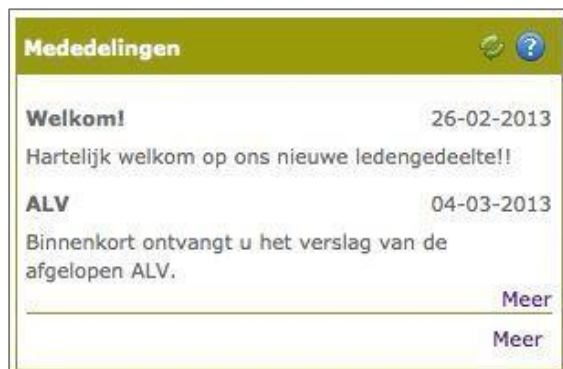 Mededelingen
Welkom! 26-02-2013
Hartelijk welkom op ons nieuwe ledengedeelte!!
ALV 04-03-2013
Binnenkort ontvangt u het verslag van de
afgelopen ALV.
Meer
Meer